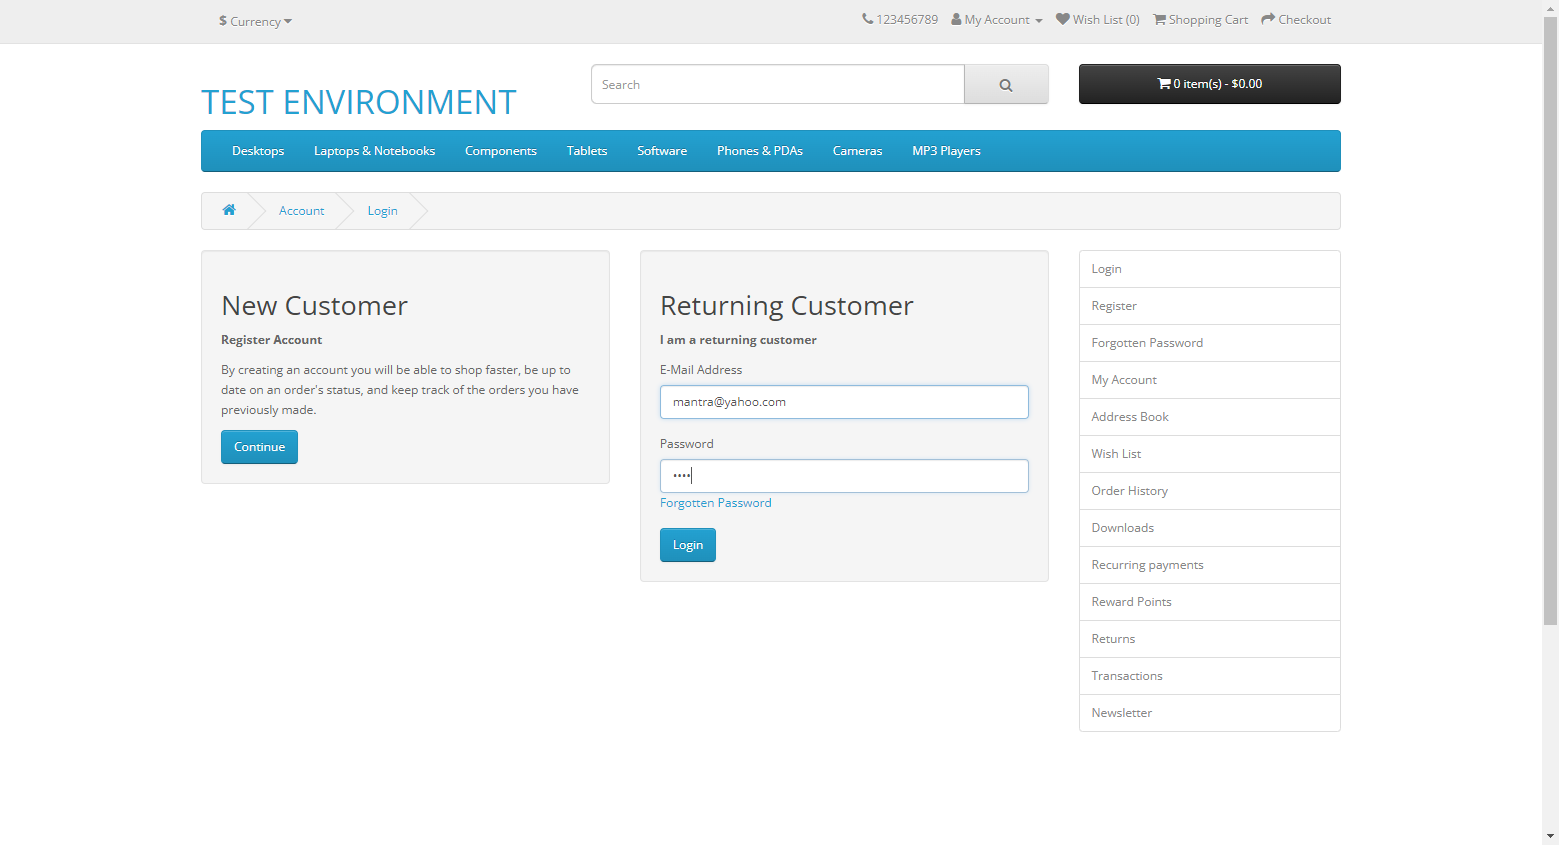 $ Currency
123456789 My Account Wish List (0) Shopping Cart Checkout
TEST ENVIRONMENT
Search
0 item(s) - $0.00
Desktops Laptops & Notebooks Components Tablets Software Phones & PDAs Cameras MP3 Players
Account Login
New Customer
Register Account
By creating an account you will be able to shop faster, be up to
date on an order's status, and keep track of the orders you have
previously made.
Continue
Returning Customer
I am a returning customer
E-Mail Address
mantra@yahoo.com
Password
••••
Forgotten Password
Login
Login
Register
Forgotten Password
My Account
Address Book
Wish List
Order History
Downloads
Recurring payments
Reward Points
Returns
Transactions
Newsletter